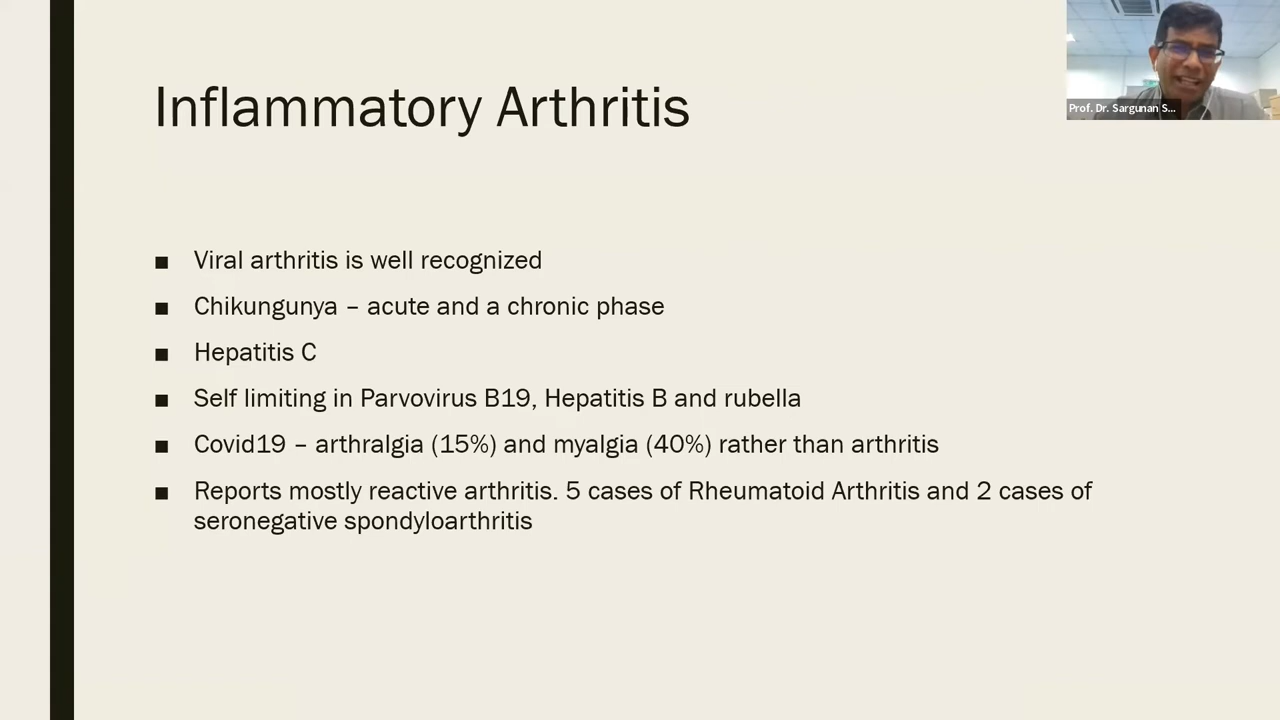 Inflammatory Arthritis
Prof. Dr. Sargunan S...
■ Viral arthritis is well recognized
■ Chikungunya – acute and a chronic phase
■ Hepatitis C
■ Self limiting in Parvovirus B19, Hepatitis B and rubella
■ Covid19 – arthralgia (15%) and myalgia (40%) rather than arthritis
■ Reports mostly reactive arthritis. 5 cases of Rheumatoid Arthritis and 2 cases of
seronegative spondyloarthritis